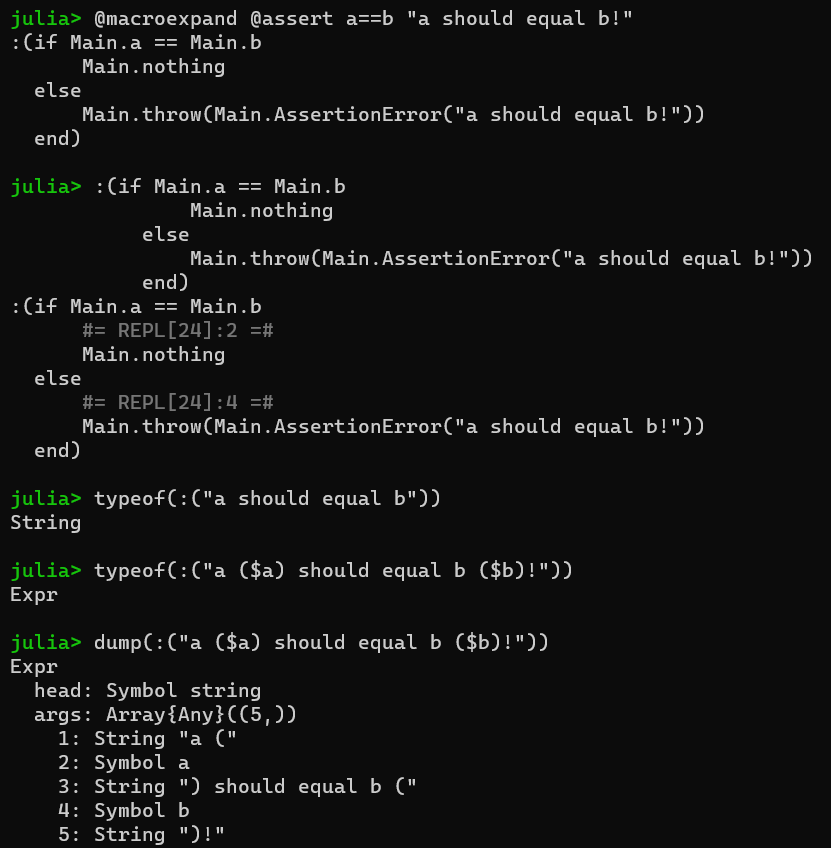 julia> @macroexpand @assert a==b "a should equal b!"
:(if Main.a == Main.b
      Main.nothing
  else
      Main.throw(Main.AssertionError("a should equal b!"))
  end)
julia> :(if Main.a == Main.b
               Main.nothing
           else
               Main.throw(Main.AssertionError("a should equal b!"))
           end)
:(if Main.a == Main.b
      #= REPL[24]:2 =#
      Main.nothing
  else
      #= REPL[24]:4 =#
      Main.throw(Main.AssertionError("a should equal b!"))
  end)
julia> typeof(:("a should equal b"))
String
julia> typeof(:("a ($a) should equal b ($b)!"))
Expr
julia> dump(:("a ($a) should equal b ($b)!"))
Expr
  head: Symbol string
  args: Array{Any}((5,))
    1: String "a ("
    2: Symbol a
    3: String ") should equal b ("
    4: Symbol b
    5: String ")!"